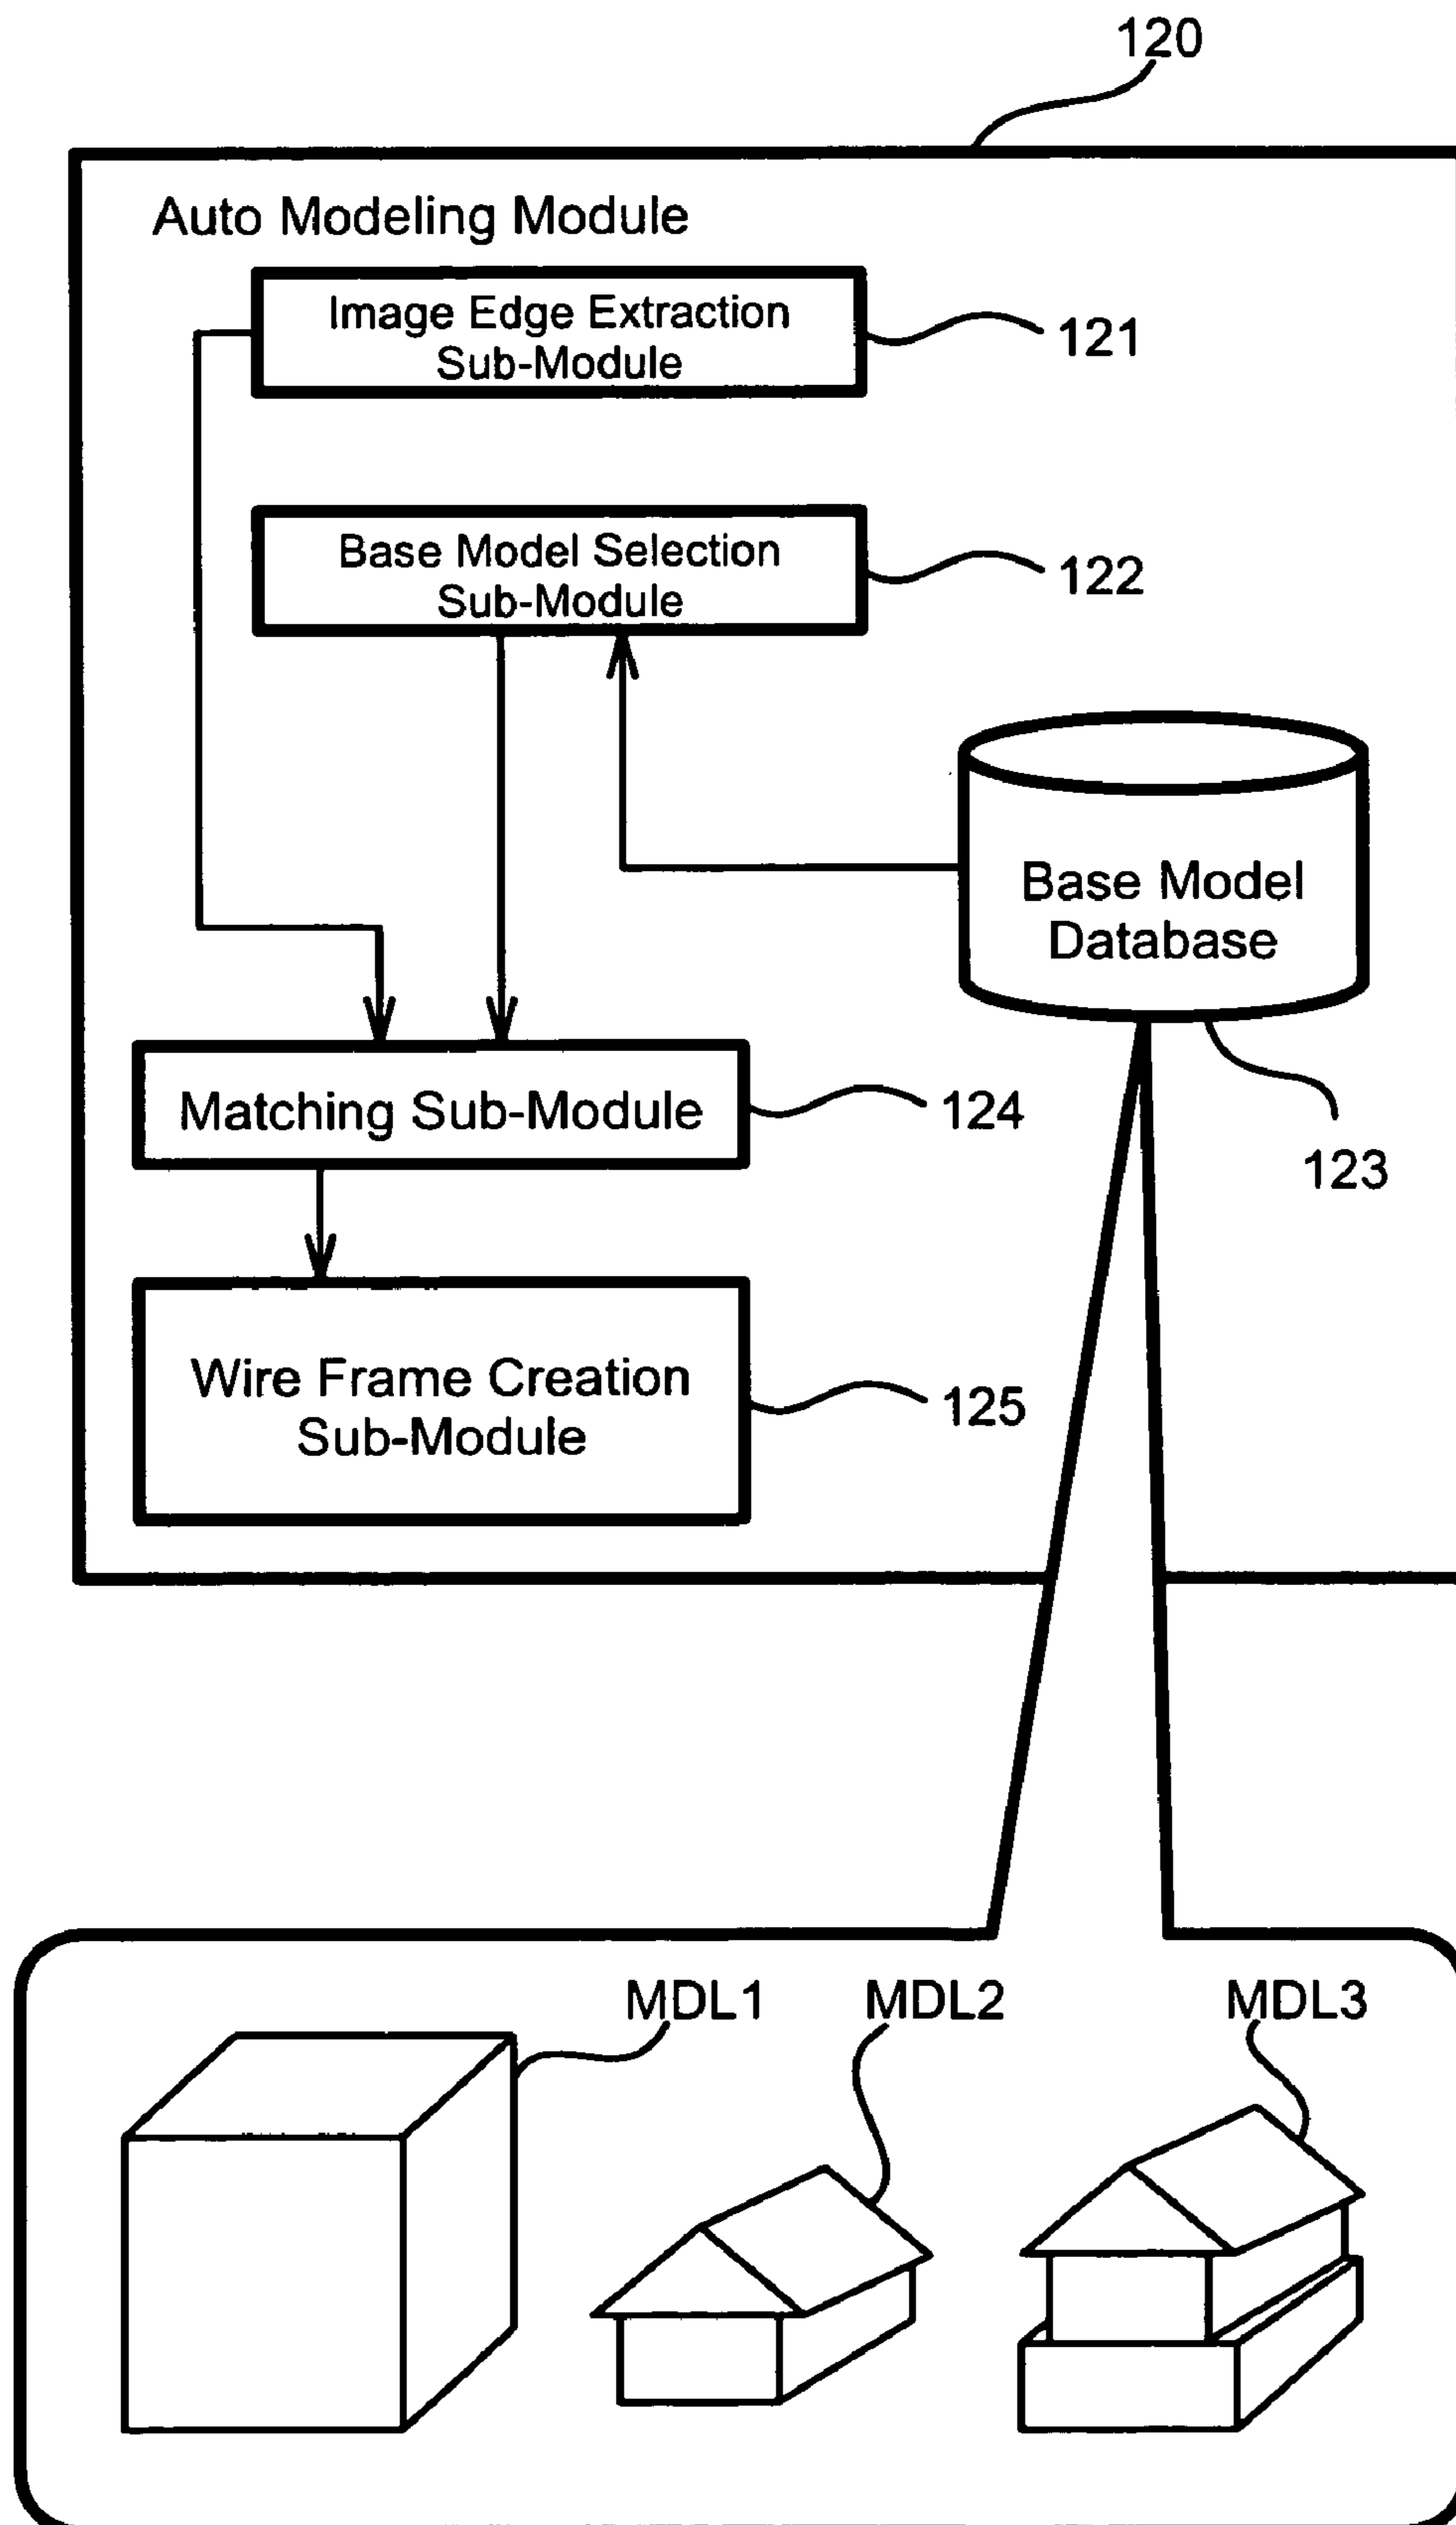 120
Auto Modeling Module
Image Edge Extraction
Sub-Module
121
Base Model Selection
Sub-Module
122
Base Model
Database
123
Matching Sub-Module
124
Wire Frame Creation
Sub-Module
125
MDL1
MDL2
MDL3